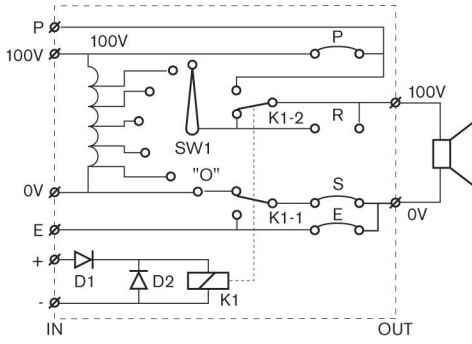 P
100V
100V
P
100V
K1-2
R
SW1
"O"
0V
S
0V
K1-1
E
E
+
D1
D2
K1
-
IN
OUT